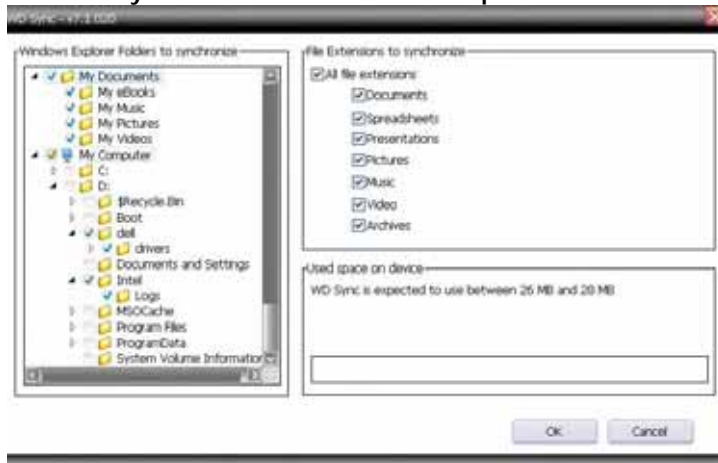 WD Sync - v7.1.020
Windows Explorer Folders to synchronize
My Documents
My eBooks
My Music
My Pictures
My Videos
My Computer
C:
D:
$Recycle.Bin
Boot
dell
drivers
Documents and Settings
Intel
Logs
MSOCache
Program Files
ProgramData
System Volume Information
File Extensions to synchronize
All file extensions
Documents
Spreadsheets
Presentations
Pictures
Music
Video
Archives
Used space on device
WD Sync is expected to use between 26 MB and 28 MB
OK
Cancel